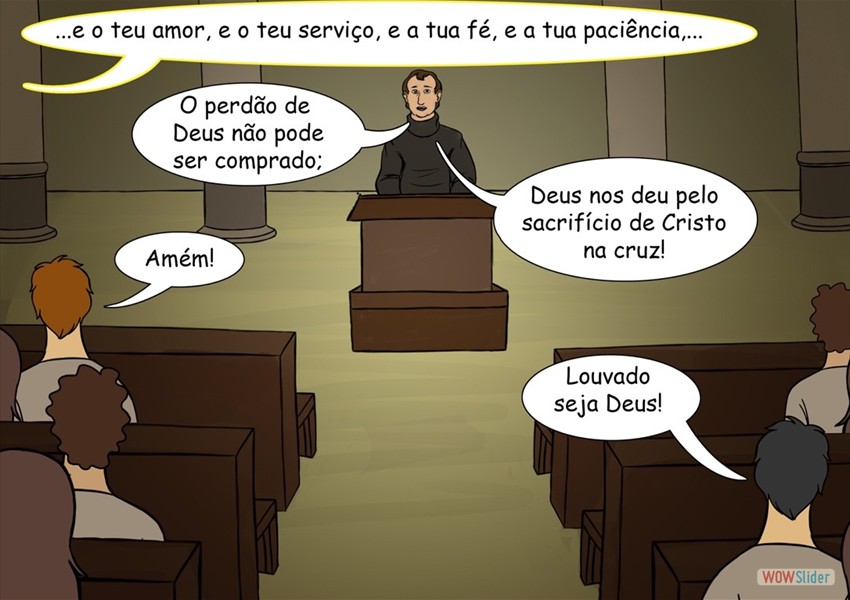 ...e o teu amor, e o teu serviço, e a tua fé, e a tua paciência,...
O perdão de
Deus não pode
ser comprado;
Deus nos deu pelo
sacrifício de Cristo
na cruz!
Amém!
Louvado
seja Deus!
WOWSlider